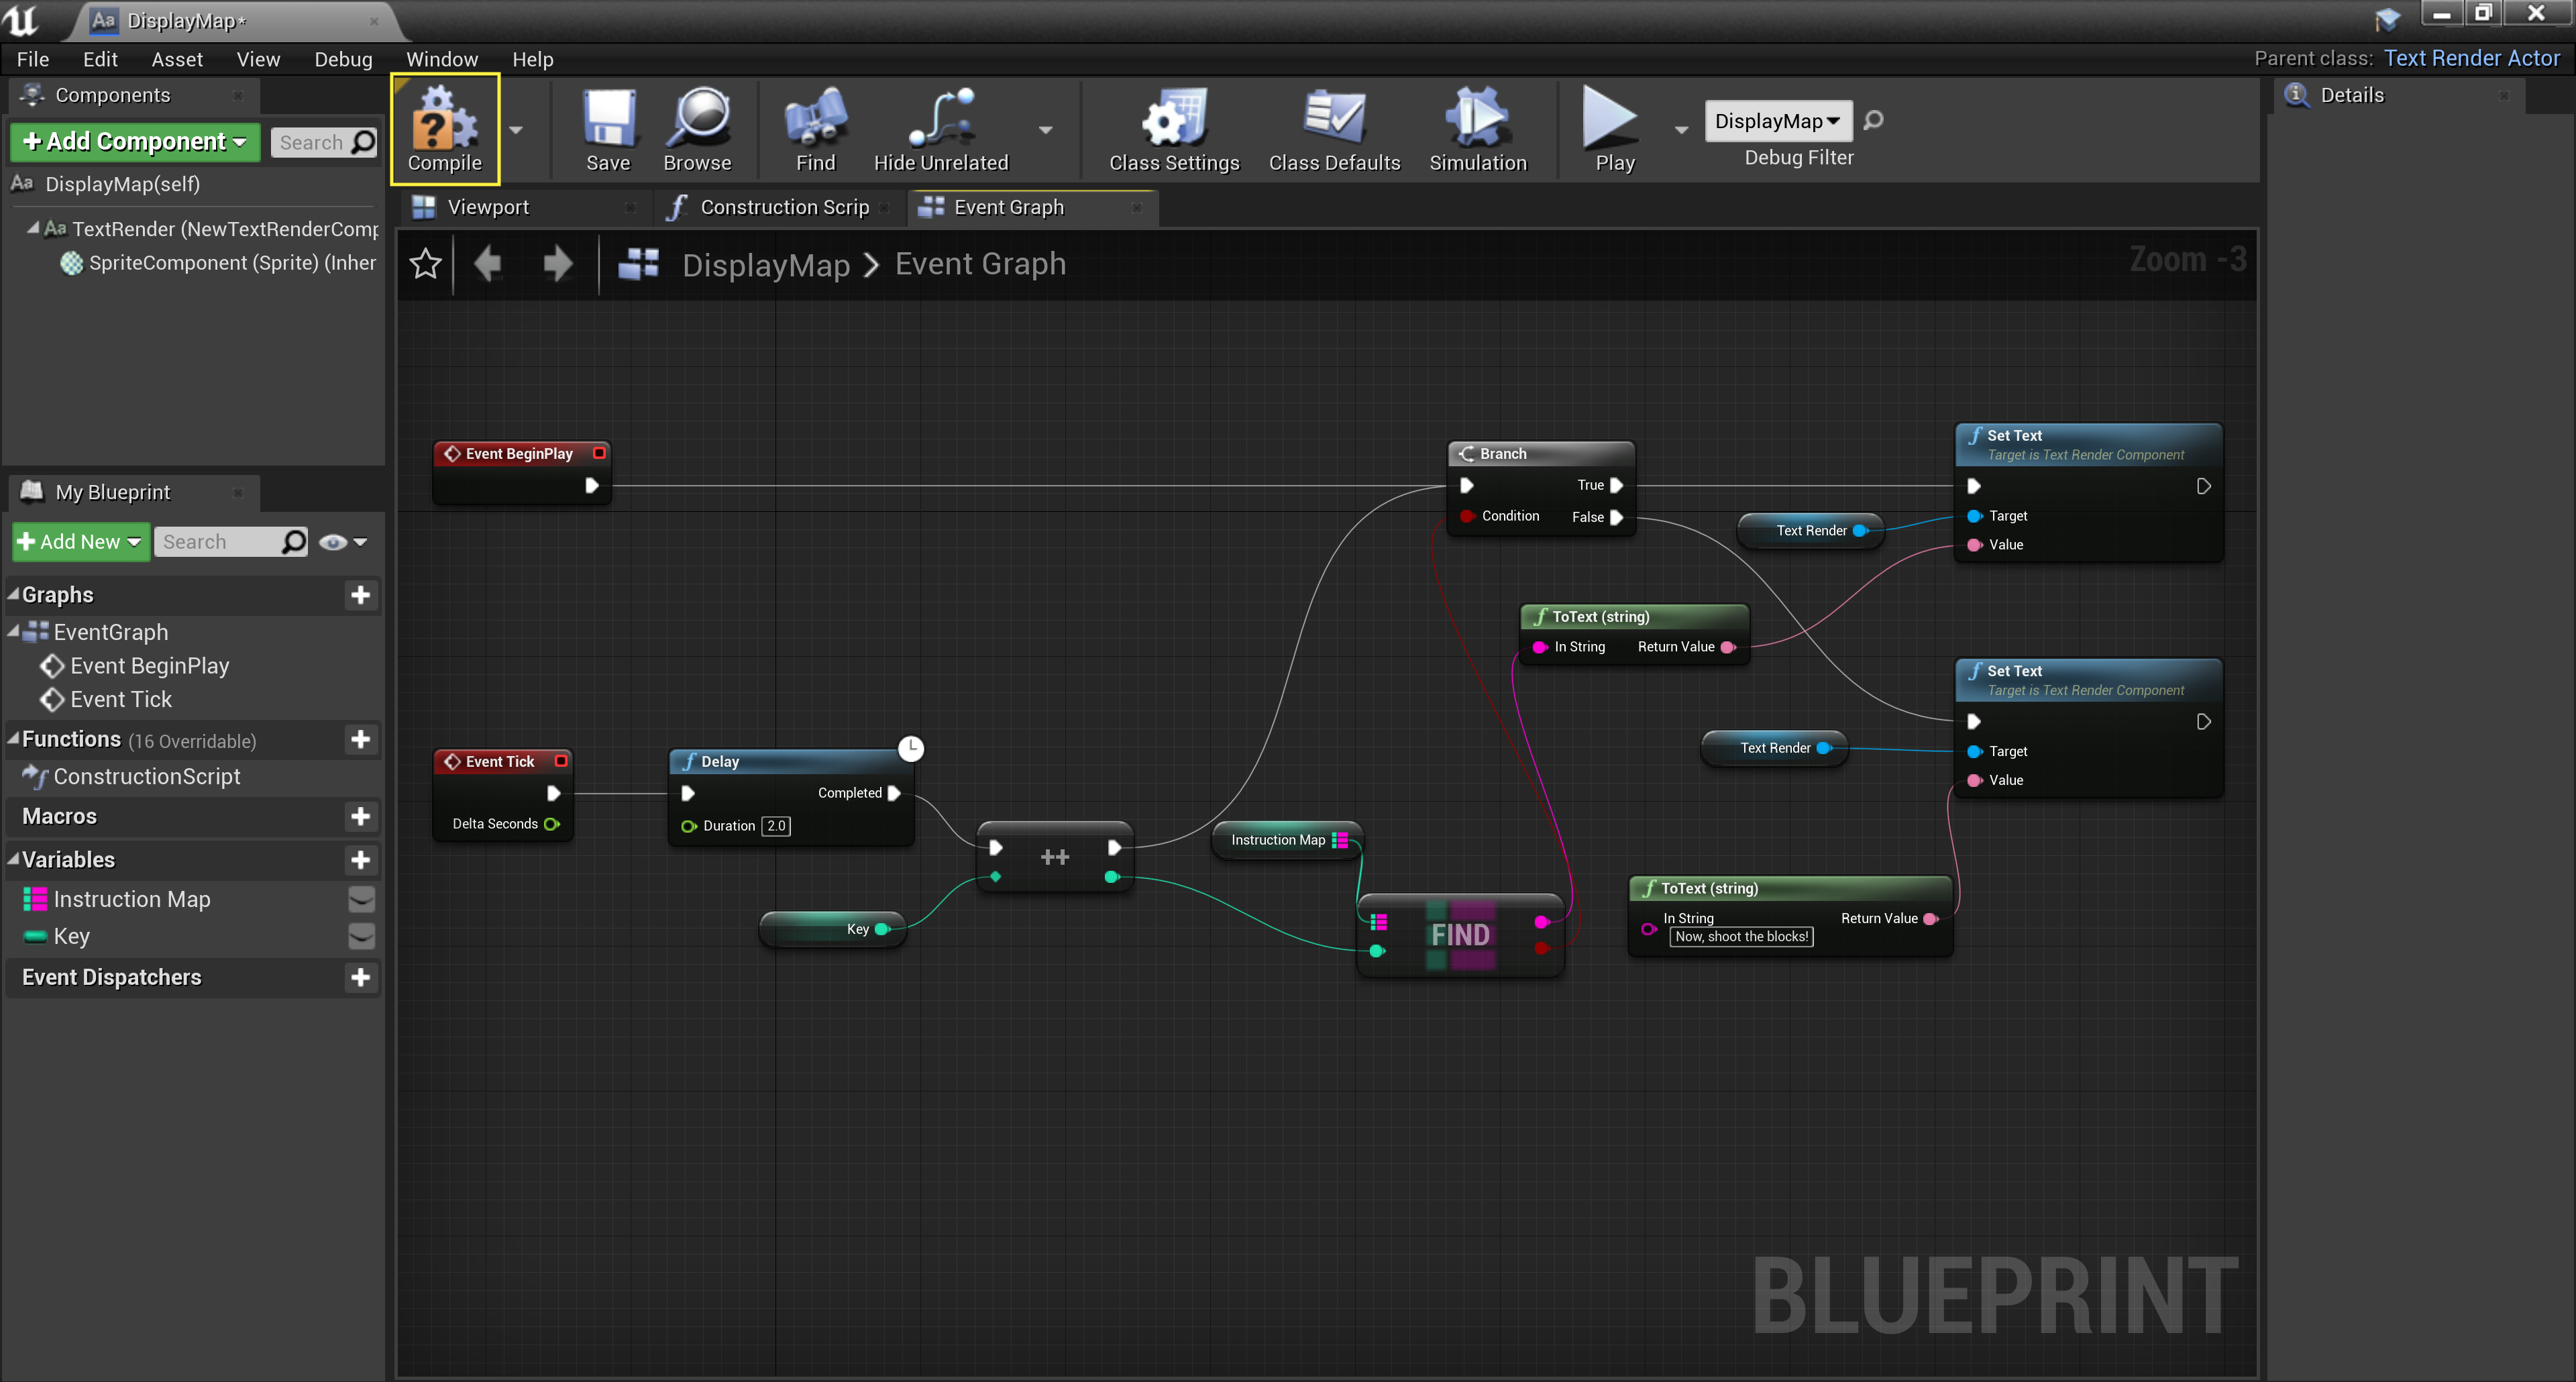 DisplayMap*
File Edit Asset View Debug Window Help
Parent class: Text Render Actor
Components
Add Component
Search
DisplayMap(self)
TextRender (NewTextRenderComp
SpriteComponent (Sprite) (Inher
Compile
Save
Browse
Find
Hide Unrelated
Class Settings
Class Defaults
Simulation
Play
DisplayMap
Debug Filter
Details
Viewport
Construction Scrip
Event Graph
DisplayMap > Event Graph
Zoom -3
My Blueprint
Add New
Search
Graphs
EventGraph
Event BeginPlay
Event Tick
Functions (16 Overridable)
ConstructionScript
Macros
Variables
Instruction Map
Key
Event Dispatchers
Event BeginPlay
Branch
True
Condition
False
Set Text
Target is Text Render Component
Target
Value
Text Render
ToText (string)
In String
Return Value
Set Text
Target is Text Render Component
Target
Value
Text Render
Event Tick
Delta Seconds
Delay
Completed
Duration 2.0
++
Key
Instruction Map
FIND
ToText (string)
In String
Now, shoot the blocks!
Return Value
BLUEPRINT